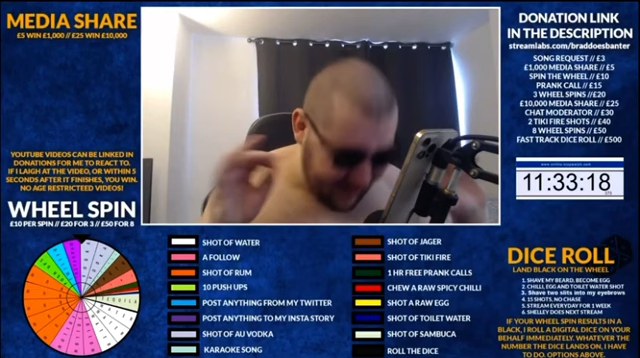 MEDIA SHARE
£5 WIN £1,000 // £25 WIN £10,000
YOUTUBE VIDEOS CAN BE LINKED IN
DONATIONS FOR ME TO REACT TO.
IF I LAUGH AT THE VIDEO, OR WITHIN 5
SECONDS AFTER IT FINISHES, YOU WIN.
NO AGE RESTRICTEED VIDEOS!
WHEEL SPIN
£10 PER SPIN // £20 FOR 3 // £50 FOR 8
SHOT OF WATER
A FOLLOW
SHOT OF RUM
10 PUSH UPS
POST ANYTHING FROM MY TWITTER
POST ANYTHING TO MY INSTA STORY
SHOT OF AU VODKA
KARAOKE SONG
SHOT OF JAGER
SHOT OF TIKI FIRE
1 HR FREE PRANK CALLS
CHEW A RAW SPICY CHILLI
SHOT A RAW EGG
SHOT OF TOILET WATER
SHOT OF SAMBUCA
ROLL THE DICE
DONATION LINK
IN THE DESCRIPTION
streamlabs.com/braddoesbanter
SONG REQUEST // £3
£1,000 MEDIA SHARE // £5
SPIN THE WHEEL // £10
PRANK CALL // £15
3 WHEEL SPINS //£20
£10,000 MEDIA SHARE // £25
CHAT MODERATOR // £30
2 TIKI FIRE SHOTS // £40
8 WHEEL SPINS // £50
FAST TRACK DICE ROLL // £500
11:33:18
DICE ROLL
LAND BLACK ON THE WHEEL
1. SHAVE MY BEARD, BECOME EGG
2. CHILLI, EGG AND TOILET WATER SHOT
3. Shave two slits into my eyebrows
4. 15 SHOTS, NO CHASE
5. STREAM EVERYDAY FOR 1 WEEK
6. SHELLEY DOES NEXT STREAM
IF YOUR WHEEL SPIN RESULTS IN A
BLACK, I ROLL A DIGITAL DICE ON YOUR
BEHALF IMMEDIATELY. WHATEVER THE
NUMBER THE DICE LANDS ON, I HAVE
TO DO. OPTIONS ABOVE.